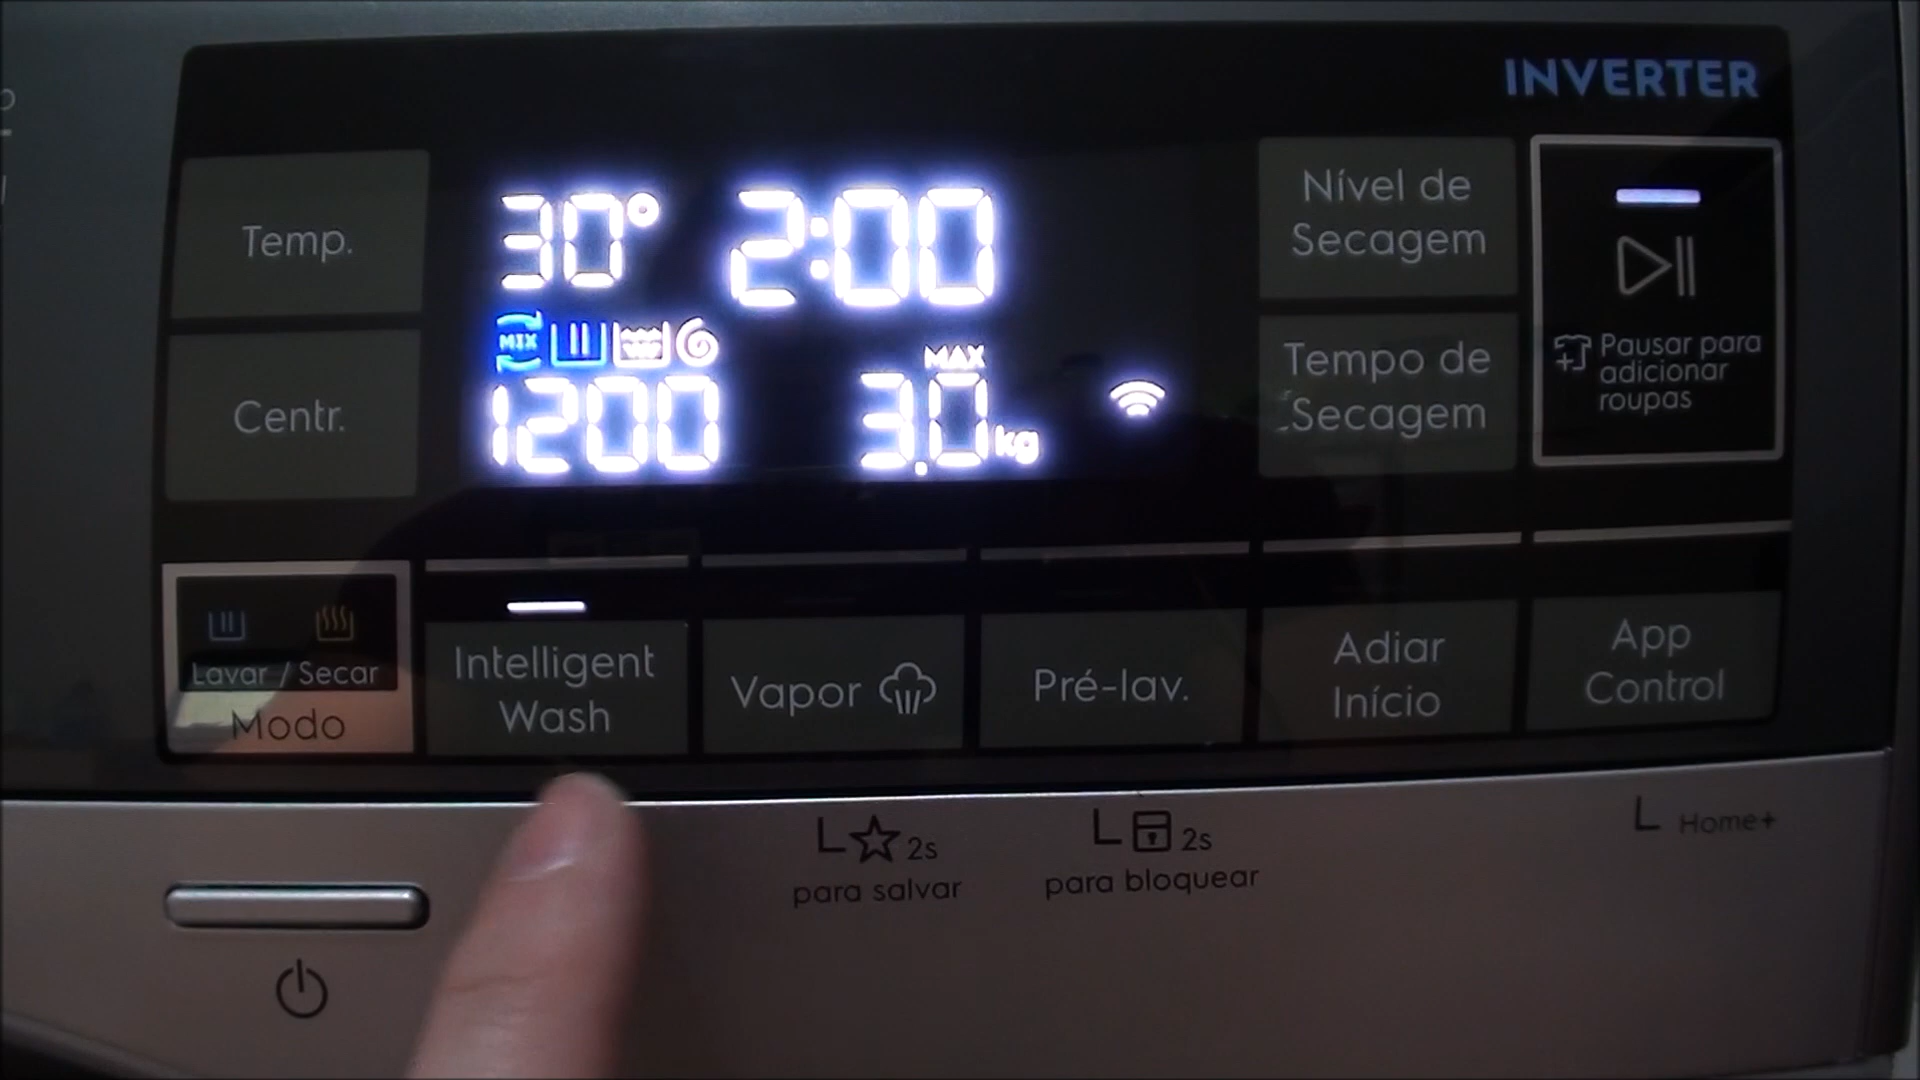 INVERTER
Temp.
30° 2:00
Nível de
Secagem
MIX
Centr.
1200
MAX
3.0 kg
Tempo de
Secagem
Pausar para
adicionar
roupas
Lavar / Secar
Modo
Intelligent
Wash
Vapor
Pré-lav.
Adiar
Início
App
Control
2s
para salvar
2s
para bloquear
Home+